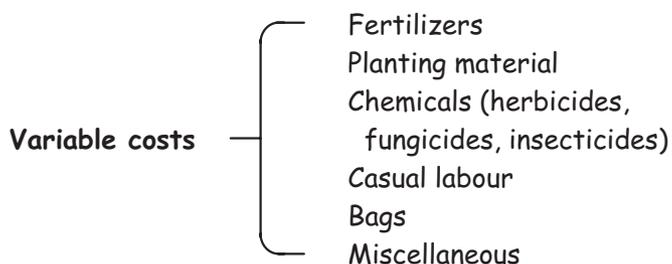 Variable costs
Fertilizers
Planting material
Chemicals (herbicides,
fungicides, insecticides)
Casual labour
Bags
Miscellaneous